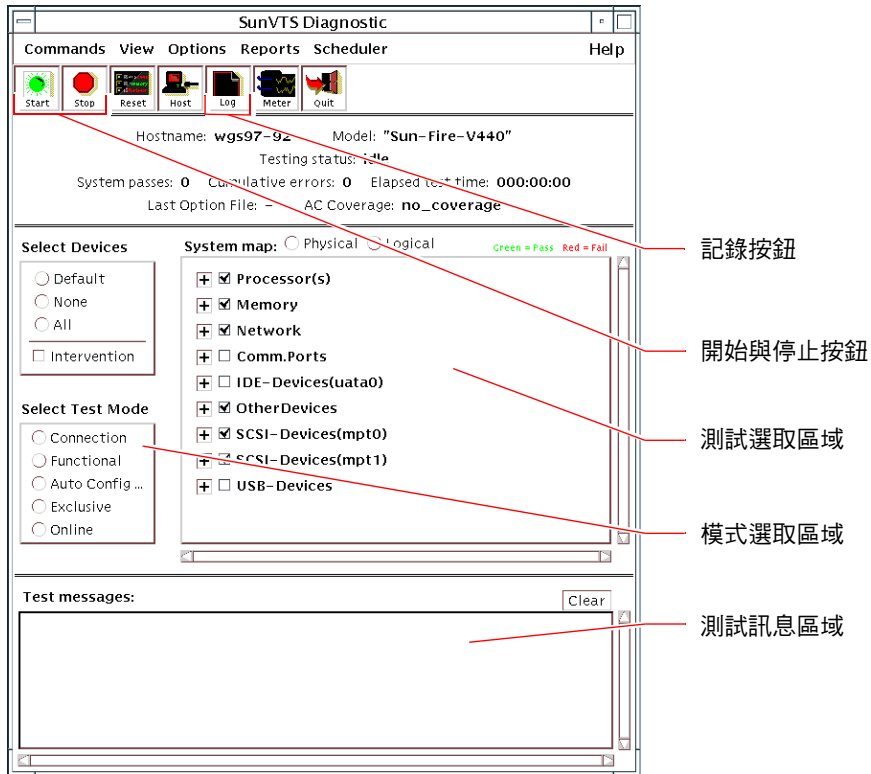 SunVTS Diagnostic
Commands View Options Reports Scheduler Help
Start Stop Reset Host Log Meter Quit
Hostname: wgs97-92 Model: "Sun-Fire-V440"
Testing status: idle
System passes: 0 Cumulative errors: 0 Elapsed test time: 000:00:00
Last Option File: - AC Coverage: no_coverage
Select Devices
Default
None
All
Intervention
Select Test Mode
Connection
Functional
Auto Config ...
Exclusive
Online
System map: Physical Logical Green = Pass Red = Fail
Processor(s)
Memory
Network
Comm.Ports
IDE-Devices(uata0)
OtherDevices
SCSI-Devices(mpt0)
SCSI-Devices(mpt1)
USB-Devices
Test messages: Clear
記錄按鈕
開始與停止按鈕
測試選取區域
模式選取區域
測試訊息區域